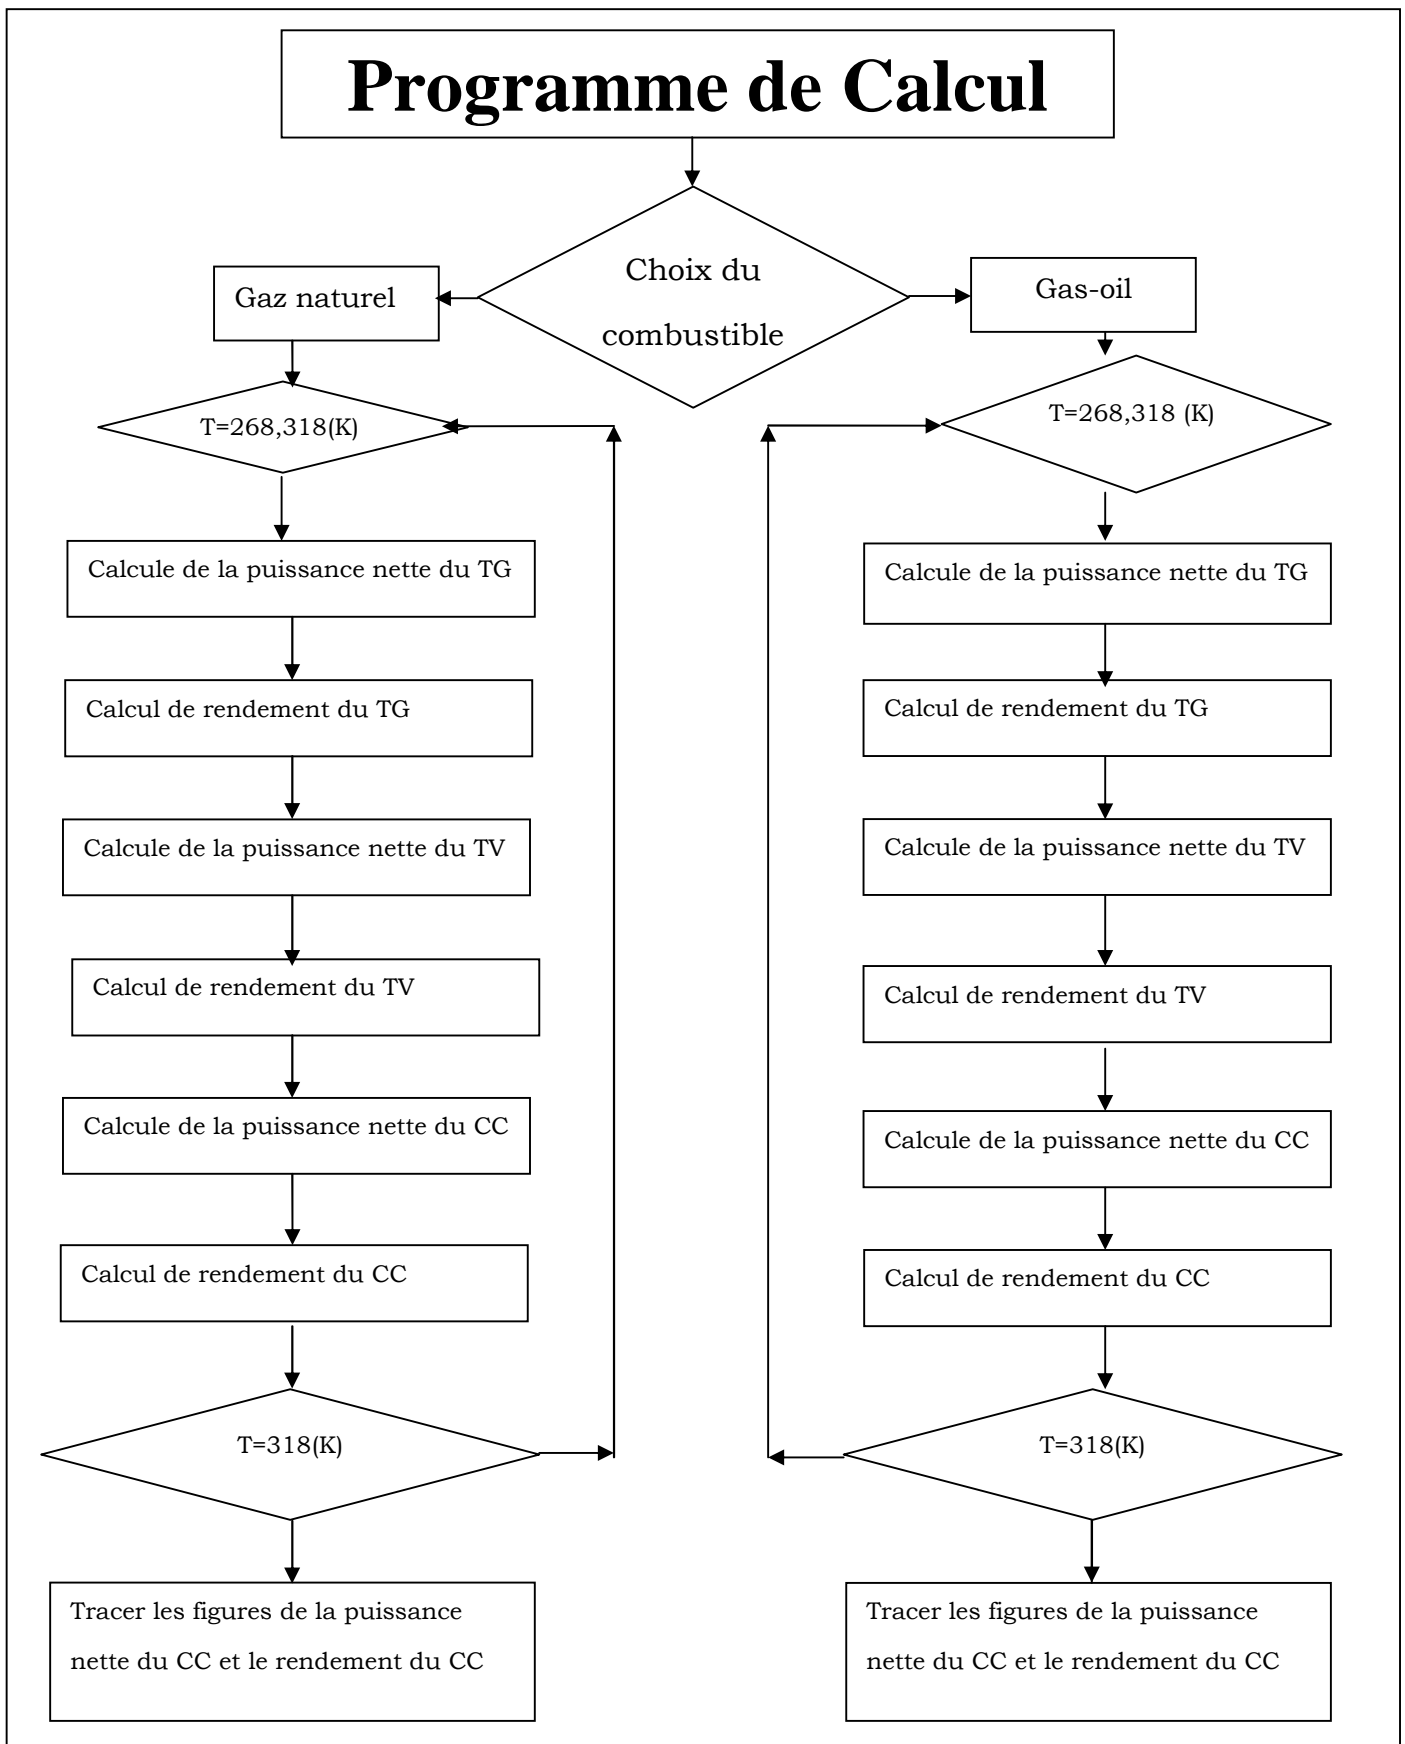 Programme de Calcul
Choix du
combustible
Gaz naturel
Gas-oil
T=268,318(K)
T=268,318 (K)
Calcule de la puissance nette du TG
Calcul de rendement du TG
Calcule de la puissance nette du TV
Calcul de rendement du TV
Calcule de la puissance nette du CC
Calcul de rendement du CC
T=318(K)
Tracer les figures de la puissance
nette du CC et le rendement du CC
Calcule de la puissance nette du TG
Calcul de rendement du TG
Calcule de la puissance nette du TV
Calcul de rendement du TV
Calcule de la puissance nette du CC
Calcul de rendement du CC
T=318(K)
Tracer les figures de la puissance
nette du CC et le rendement du CC